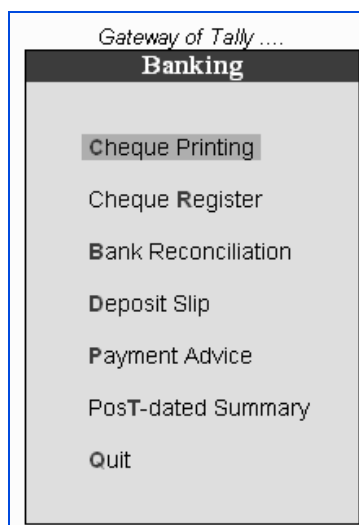 Gateway of Tally ....
Banking
Cheque Printing
Cheque Register
Bank Reconciliation
Deposit Slip
Payment Advice
PosT-dated Summary
Quit